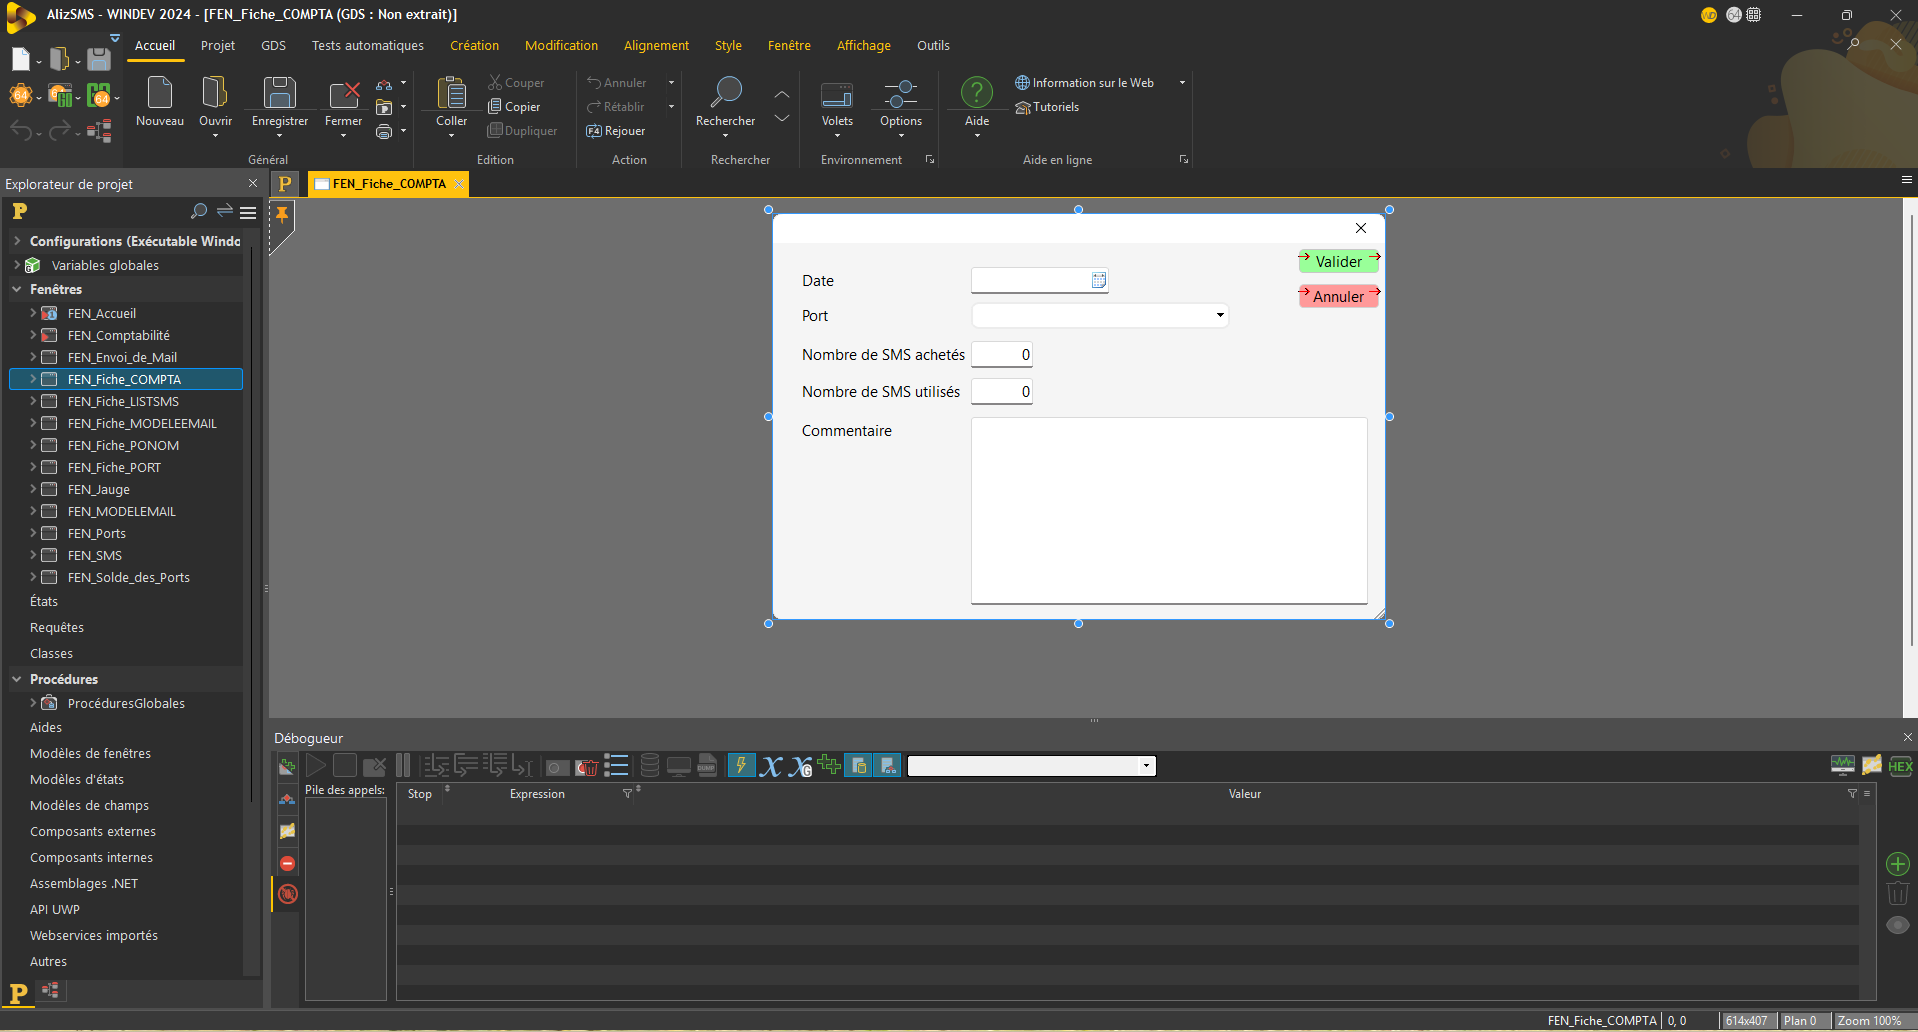 AlizSMS - WINDEV 2024 - [FEN_Fiche_COMPTA (GDS : Non extrait)]
WD
64
Accueil
Projet
GDS
Tests automatiques
Création
Modification
Alignement
Style
Fenêtre
Affichage
Outils
Nouveau
Ouvrir
Enregistrer
Fermer
Général
Coller
Couper
Copier
Dupliquer
Edition
Annuler
Rétablir
F4 Rejouer
Action
Rechercher
Rechercher
Volets
Options
Environnement
Aide
Information sur le Web
Tutoriels
Aide en ligne
Explorateur de projet
FEN_Fiche_COMPTA
Configurations (Exécutable Windo
Variables globales
Fenêtres
FEN_Accueil
FEN_Comptabilité
FEN_Envoi_de_Mail
FEN_Fiche_COMPTA
FEN_Fiche_LISTSMS
FEN_Fiche_MODELEEMAIL
FEN_Fiche_PONOM
FEN_Fiche_PORT
FEN_Jauge
FEN_MODELEMAIL
FEN_Ports
FEN_SMS
FEN_Solde_des_Ports
États
Requêtes
Classes
Procédures
ProcéduresGlobales
Aides
Modèles de fenêtres
Modèles d'états
Modèles de champs
Composants externes
Composants internes
Assemblages .NET
API UWP
Webservices importés
Autres
Valider
Annuler
Date
Port
Nombre de SMS achetés 0
Nombre de SMS utilisés 0
Commentaire
Débogueur
HEX
Pile des appels:
Stop
Expression
Valeur
FEN_Fiche_COMPTA
0, 0
614x407
Plan 0
Zoom 100%